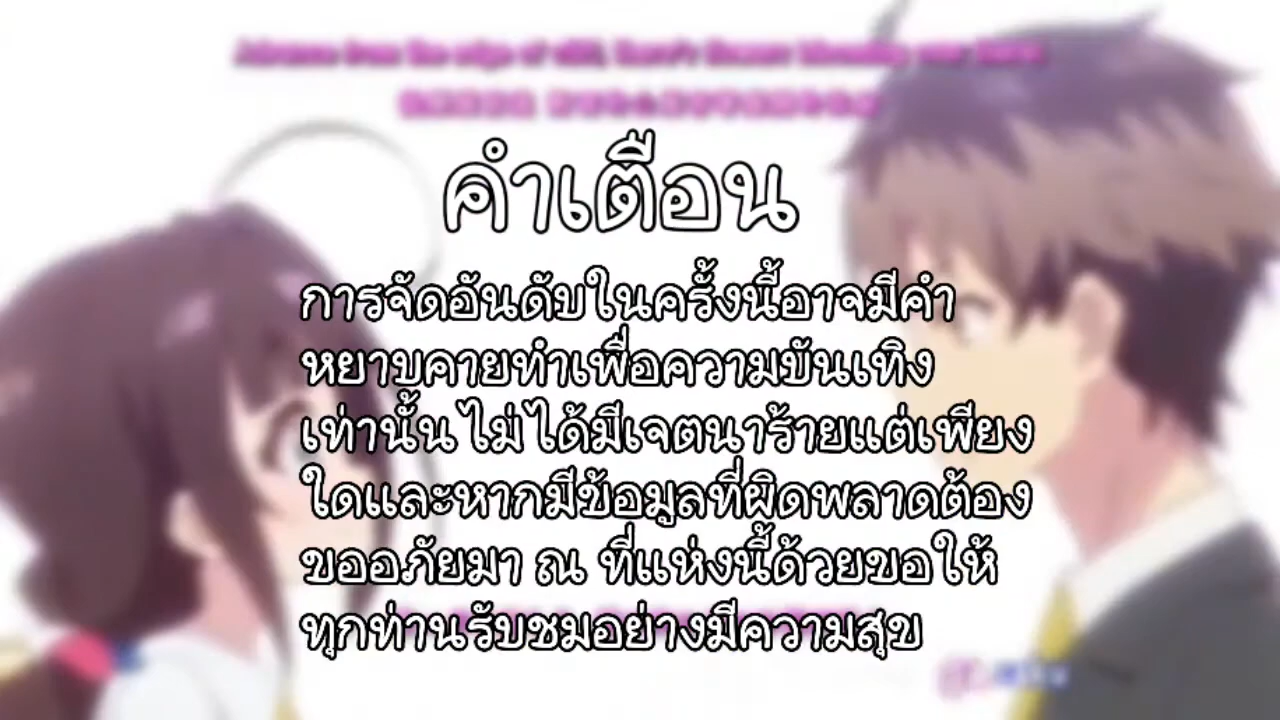 คำเตือน
การจัดอันดับในครั้งนี้อาจมีคำ
หยาบคายทำเพื่อความบันเทิง
เท่านั้น ไม่ได้มีเจตนาร้ายแต่เพียง
ใดและหากมีข้อมูลที่ผิดพลาดต้อง
ขออภัยมา ณ ที่แห่งนี้ด้วยขอให้
ทุกท่านรับชมอย่างมีความสุข